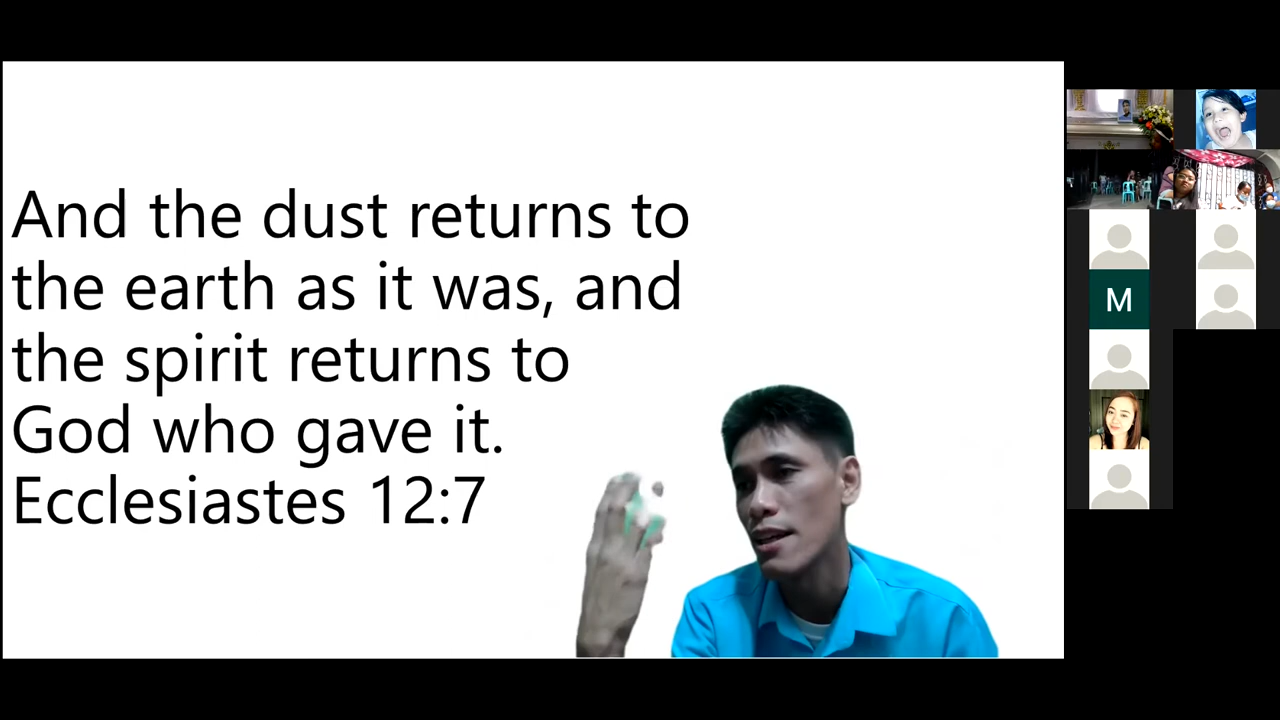 And the dust returns to
the earth as it was, and
the spirit returns to
God who gave it.
Ecclesiastes 12:7
M